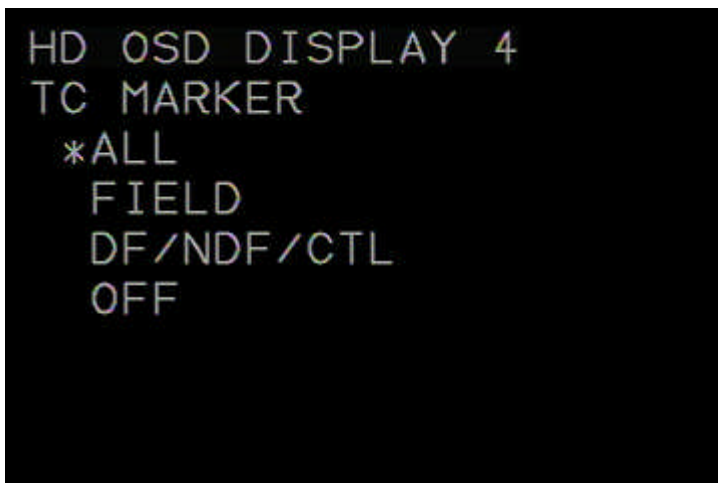 HD OSD DISPLAY 4
TC MARKER
*ALL
FIELD
DF/NDF/CTL
OFF